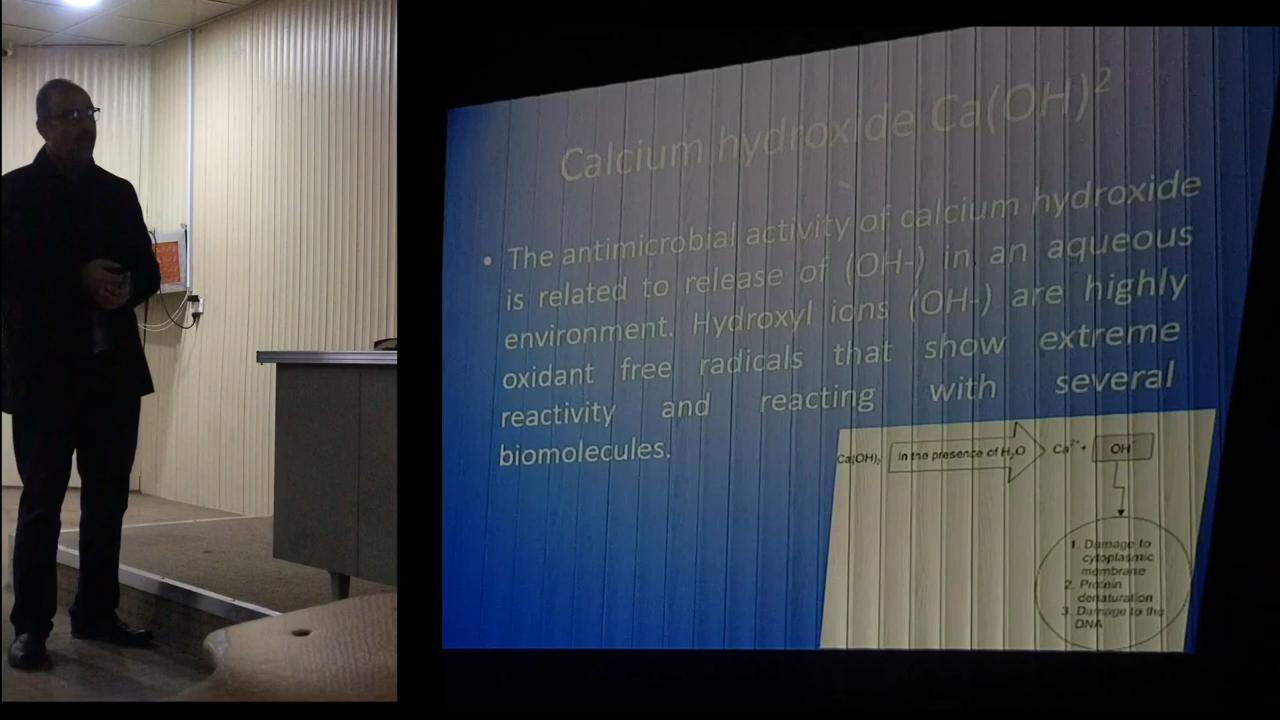 Calcium hydroxide Ca(OH)²
• The antimicrobial activity of calcium hydroxide
is related to release of (OH-) in an aqueous
environment. Hydroxyl ions (OH-) are highly
oxidant free radicals that show extreme
reactivity and reacting with several
biomolecules.
Ca(OH)₂ In the presence of H₂O Ca²⁺+ OH⁻
1. Damage to
cytoplasmic
membrane
2. Protein
denaturation
3. Damage to the
DNA